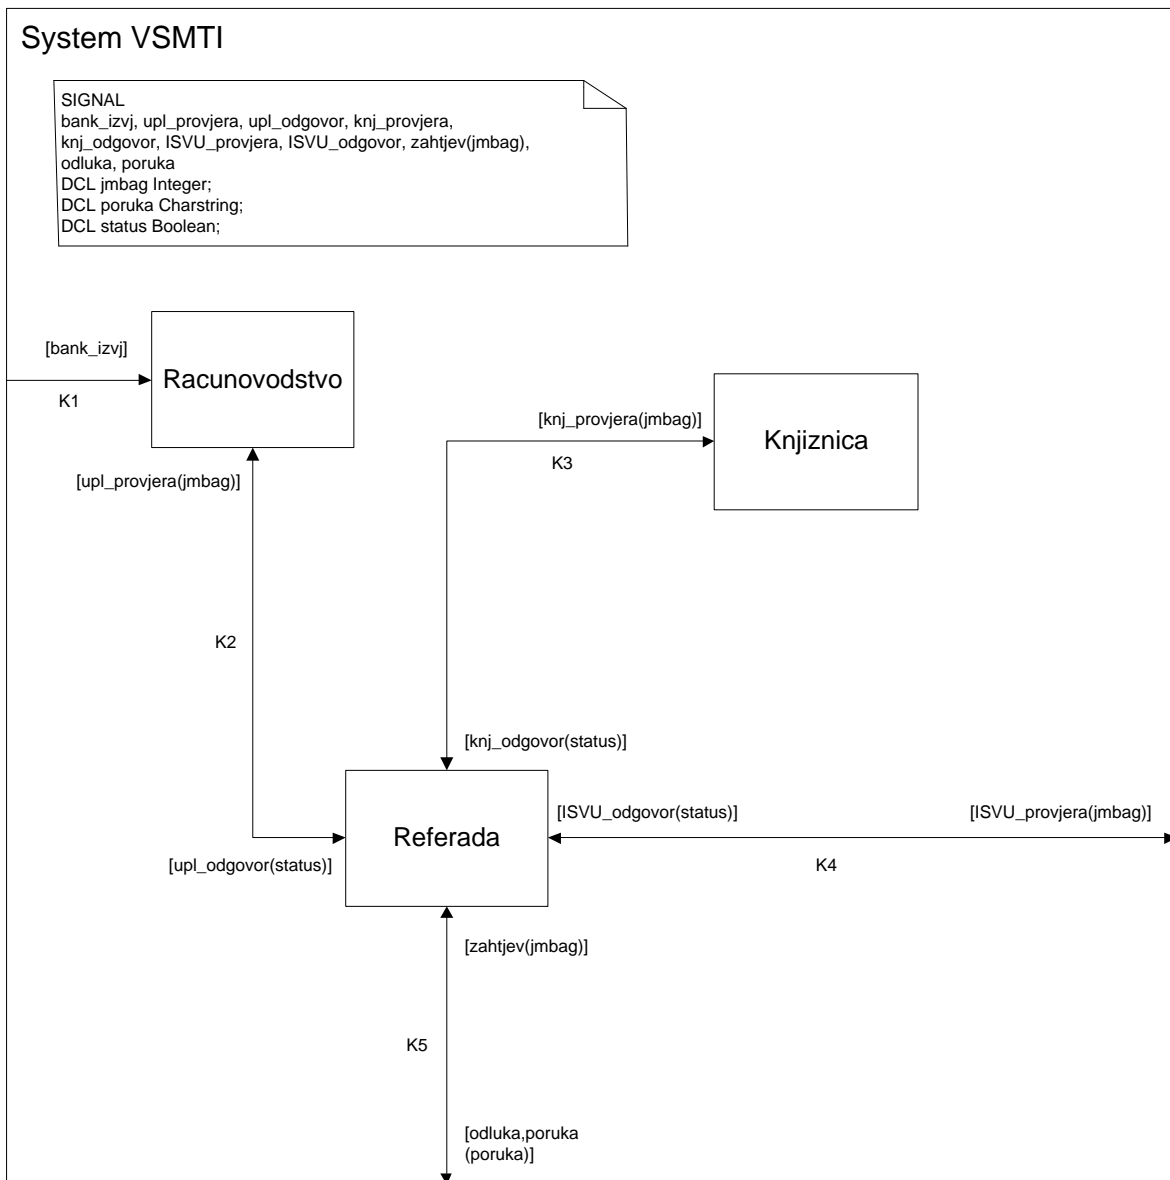 System VSMTI
SIGNAL
bank_izvj, upl_provjera, upl_odgovor, knj_provjera,
knj_odgovor, ISVU_provjera, ISVU_odgovor, zahtjev(jmbag),
odluka, poruka
DCL jmbag Integer;
DCL poruka Charstring;
DCL status Boolean;
[bank_izvj]
K1
Racunovodstvo
[upl_provjera(jmbag)]
[knj_provjera(jmbag)]
K3
Knjiznica
K2
[knj_odgovor(status)]
Referada
[upl_odgovor(status)]
[ISVU_odgovor(status)]
[ISVU_provjera(jmbag)]
K4
[zahtjev(jmbag)]
K5
[odluka,poruka
(poruka)]